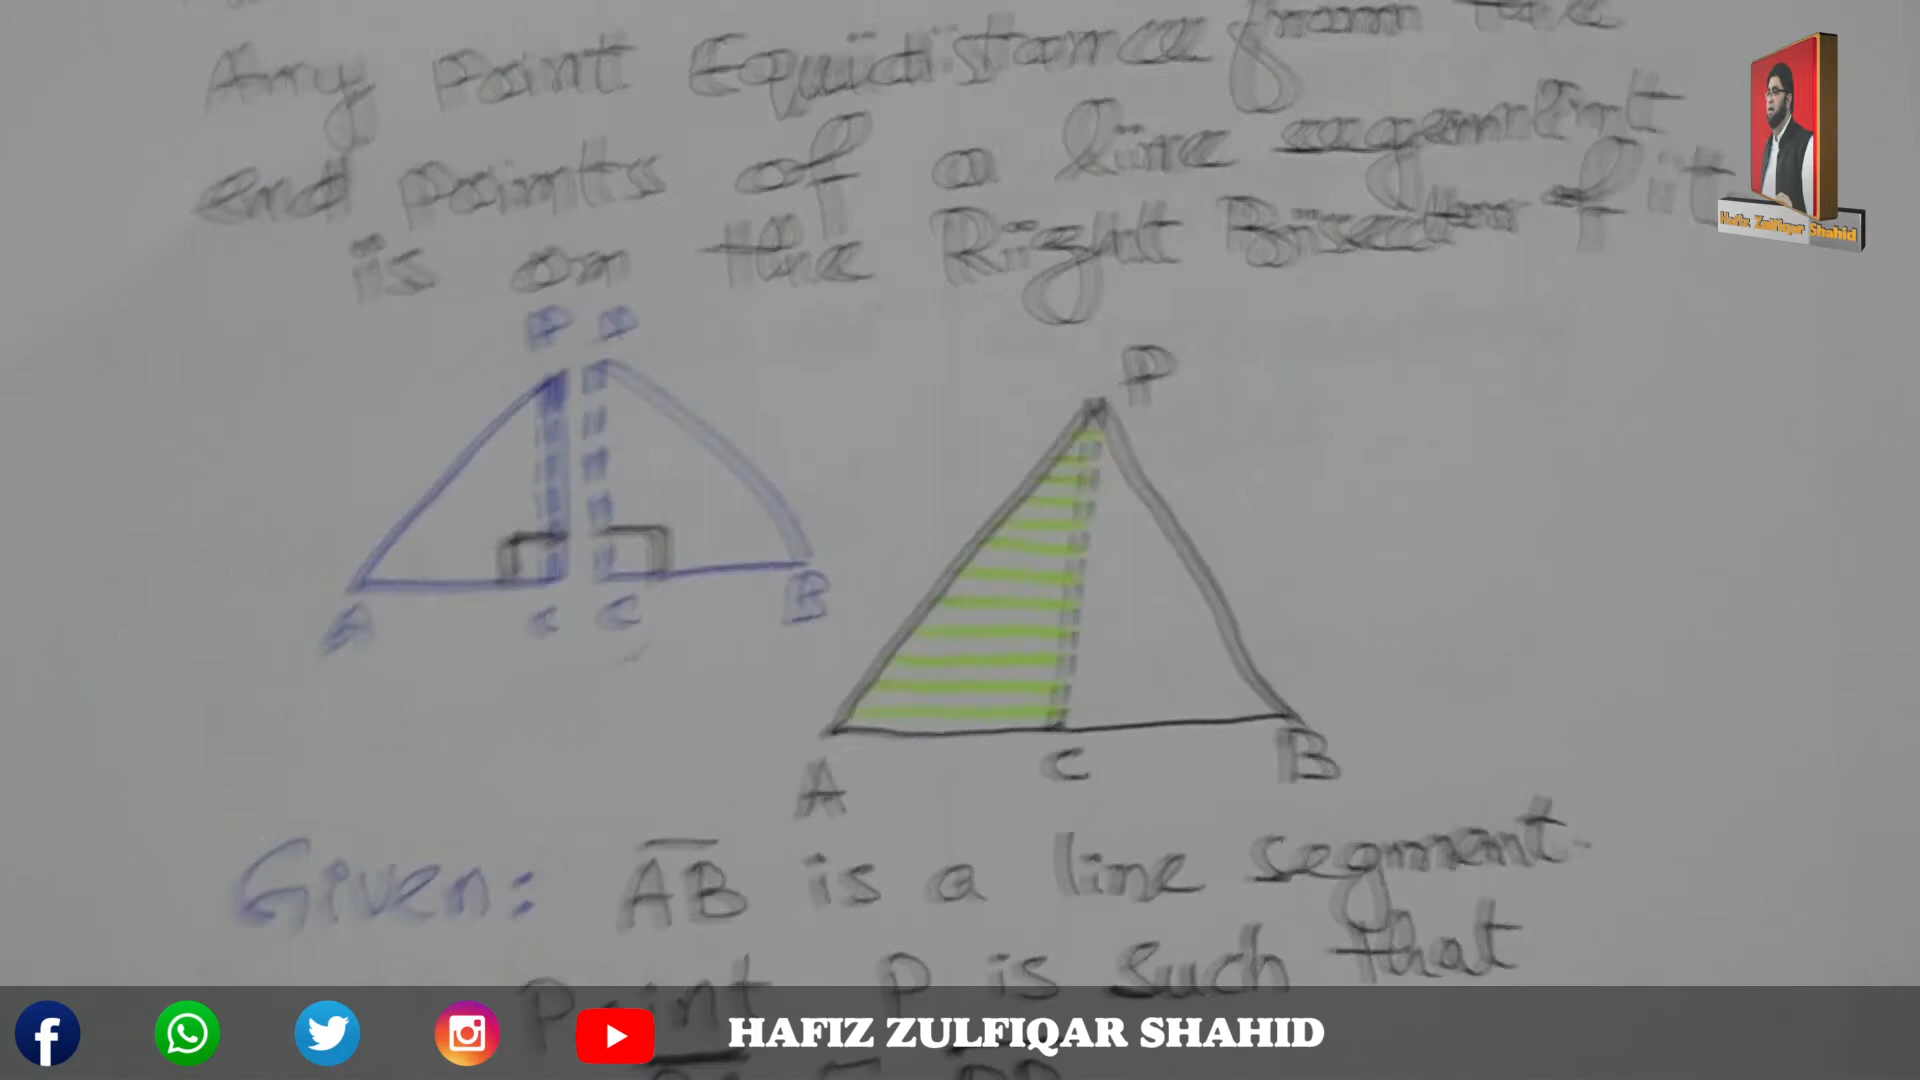 Any Point Equidistance from the
end Points of a line segment
is on the Right Bisector of it
Hafiz Zulfiqar Shahid
P P
P
A C C B
A C B
Given: AB is a line segment.
Point P is such that
HAFIZ ZULFIQAR SHAHID